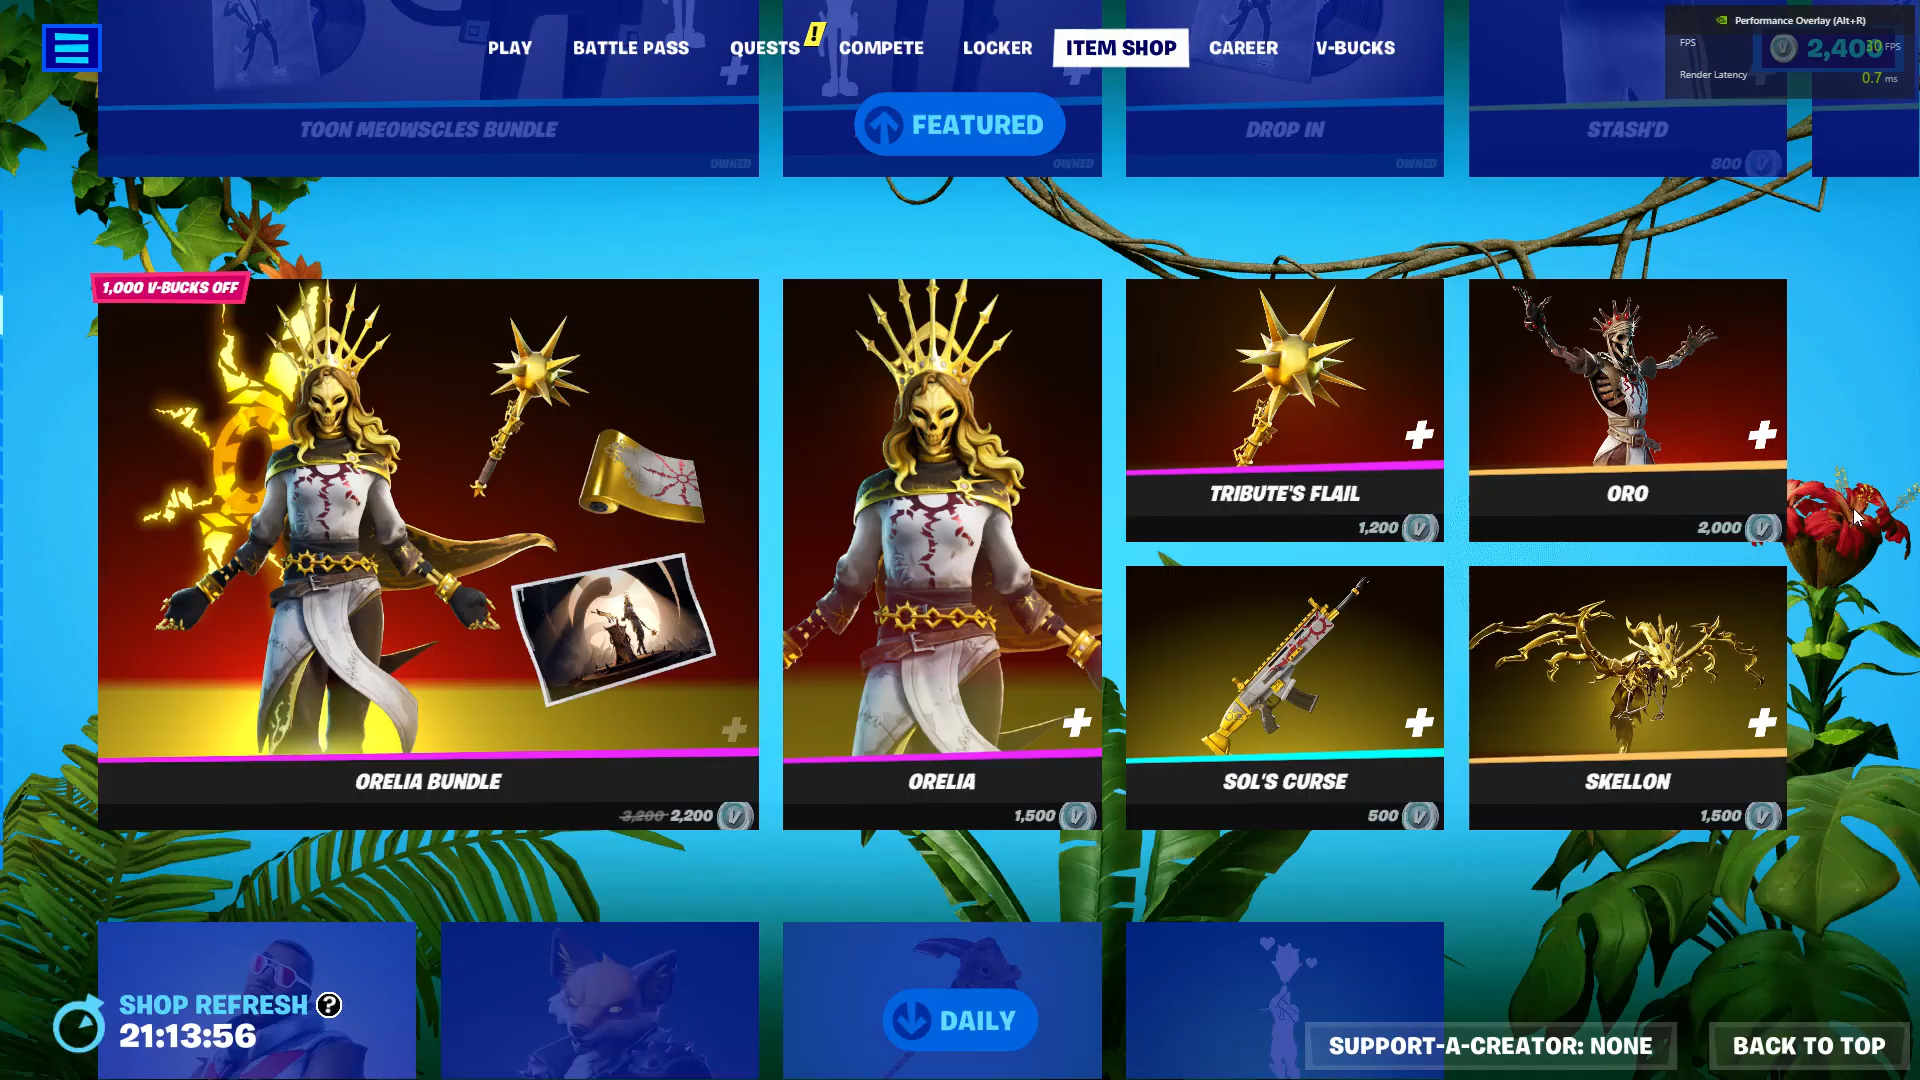 PLAY
BATTLE PASS
QUESTS
!
COMPETE
LOCKER
ITEM SHOP
CAREER
V-BUCKS
Performance Overlay (Alt+R)
FPS
30 FPS
2,400
Render Latency
0.7 ms
FEATURED
TOON MEOWSCLES BUNDLE
OWNED
OWNED
DROP IN
OWNED
STASH'D
800
1,000 V-BUCKS OFF
ORELIA BUNDLE
3,200 2,200
ORELIA
1,500
TRIBUTE'S FLAIL
1,200
ORO
2,000
SOL'S CURSE
500
SKELLON
1,500
SHOP REFRESH ?
21:13:56
DAILY
SUPPORT-A-CREATOR: NONE
BACK TO TOP